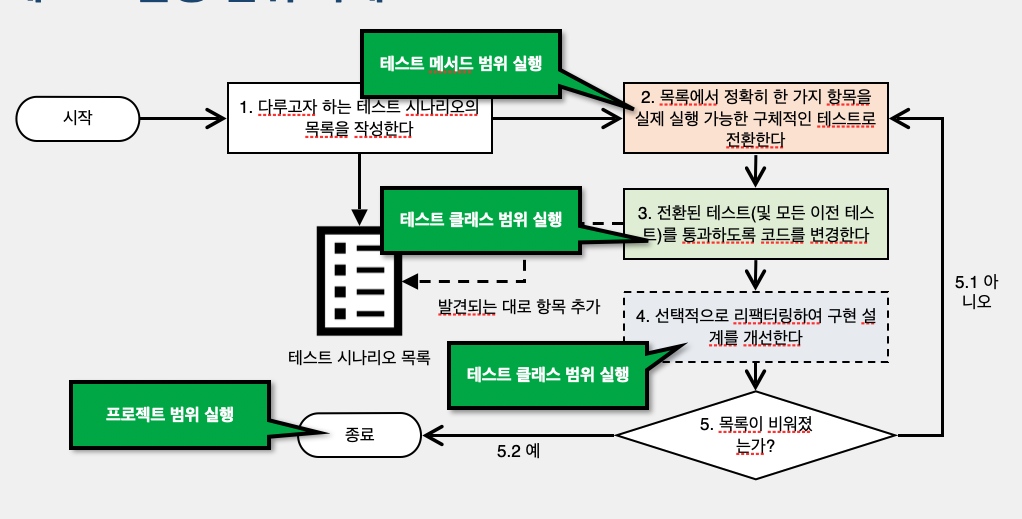 테스트 메서드 범위 실행
시작
1. 다루고자 하는 테스트 시나리오의
목록을 작성한다
2. 목록에서 정확히 한 가지 항목을
실제 실행 가능한 구체적인 테스트로
전환한다
테스트 클래스 범위 실행
3. 전환된 테스트(및 모든 이전 테스
트)를 통과하도록 코드를 변경한다
5.1 아
니오
발견되는 대로 항목 추가
4. 선택적으로 리팩터링하여 구현 설
계를 개선한다
테스트 시나리오 목록
테스트 클래스 범위 실행
프로젝트 범위 실행
종료
5.2 예
5. 목록이 비워졌
는가?